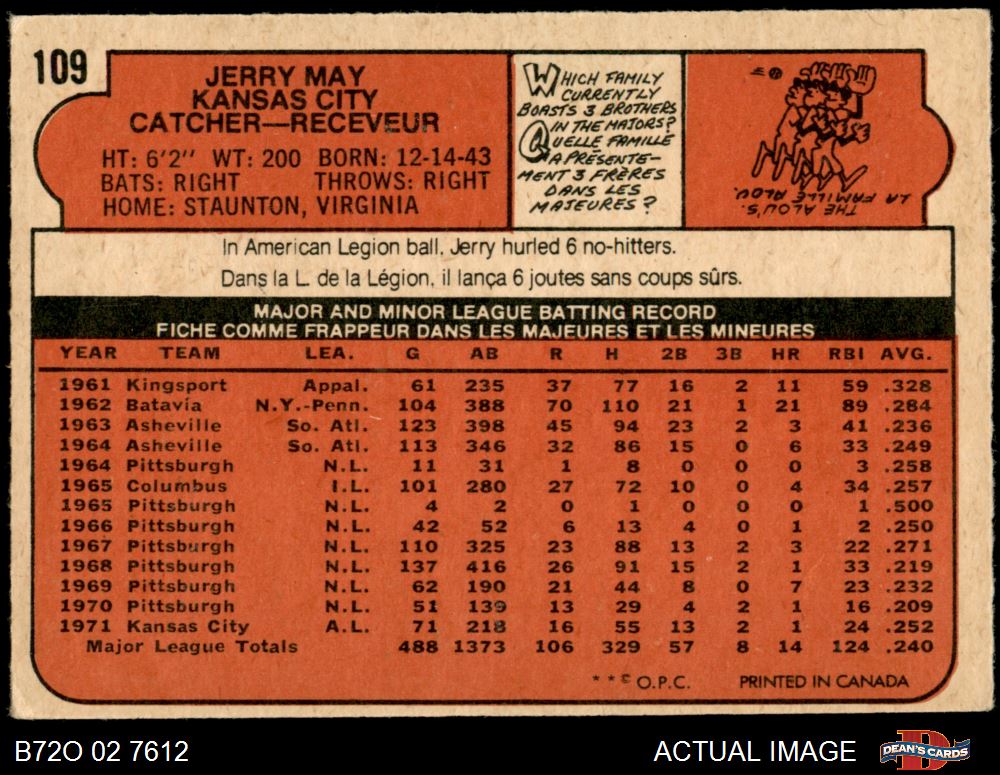 109
JERRY MAY
KANSAS CITY
CATCHER—RECEVEUR
HT: 6'2" WT: 200 BORN: 12-14-43
BATS: RIGHT THROWS: RIGHT
HOME: STAUNTON, VIRGINIA
WHICH FAMILY
CURRENTLY
BOASTS 3 BROTHERS
IN THE MAJORS?
QUELLE FAMILLE
A PRÉSENTE-
MENT 3 FRÈRES
DANS LES
MAJEURES?
THE ALOU'S.
LA FAMILLE ALOU.
In American Legion ball, Jerry hurled 6 no-hitters.
Dans la L. de la Légion, il lança 6 joutes sans coups sûrs.
MAJOR AND MINOR LEAGUE BATTING RECORD
FICHE COMME FRAPPEUR DANS LES MAJEURES ET LES MINEURES
YEAR TEAM LEA. G AB R H 2B 3B HR RBI AVG.
1961 Kingsport Appal. 61 235 37 77 16 2 11 59 .328
1962 Batavia N.Y.-Penn. 104 388 70 110 21 1 21 89 .284
1963 Asheville So. Atl. 123 398 45 94 23 2 3 41 .236
1964 Asheville So. Atl. 113 346 32 86 15 0 6 33 .249
1964 Pittsburgh N.L. 11 31 1 8 0 0 0 3 .258
1965 Columbus I.L. 101 280 27 72 10 0 4 34 .257
1965 Pittsburgh N.L. 4 2 0 1 0 0 0 1 .500
1966 Pittsburgh N.L. 42 52 6 13 4 0 1 2 .250
1967 Pittsburgh N.L. 110 325 23 88 13 2 3 22 .271
1968 Pittsburgh N.L. 137 416 26 91 15 2 1 33 .219
1969 Pittsburgh N.L. 62 190 21 44 8 0 7 23 .232
1970 Pittsburgh N.L. 51 139 13 29 4 2 1 16 .209
1971 Kansas City A.L. 71 218 16 55 13 2 1 24 .252
Major League Totals 488 1373 106 329 57 8 14 124 .240
**© O.P.C. PRINTED IN CANADA
B72O 02 7612 ACTUAL IMAGE D DEAN'S CARDS